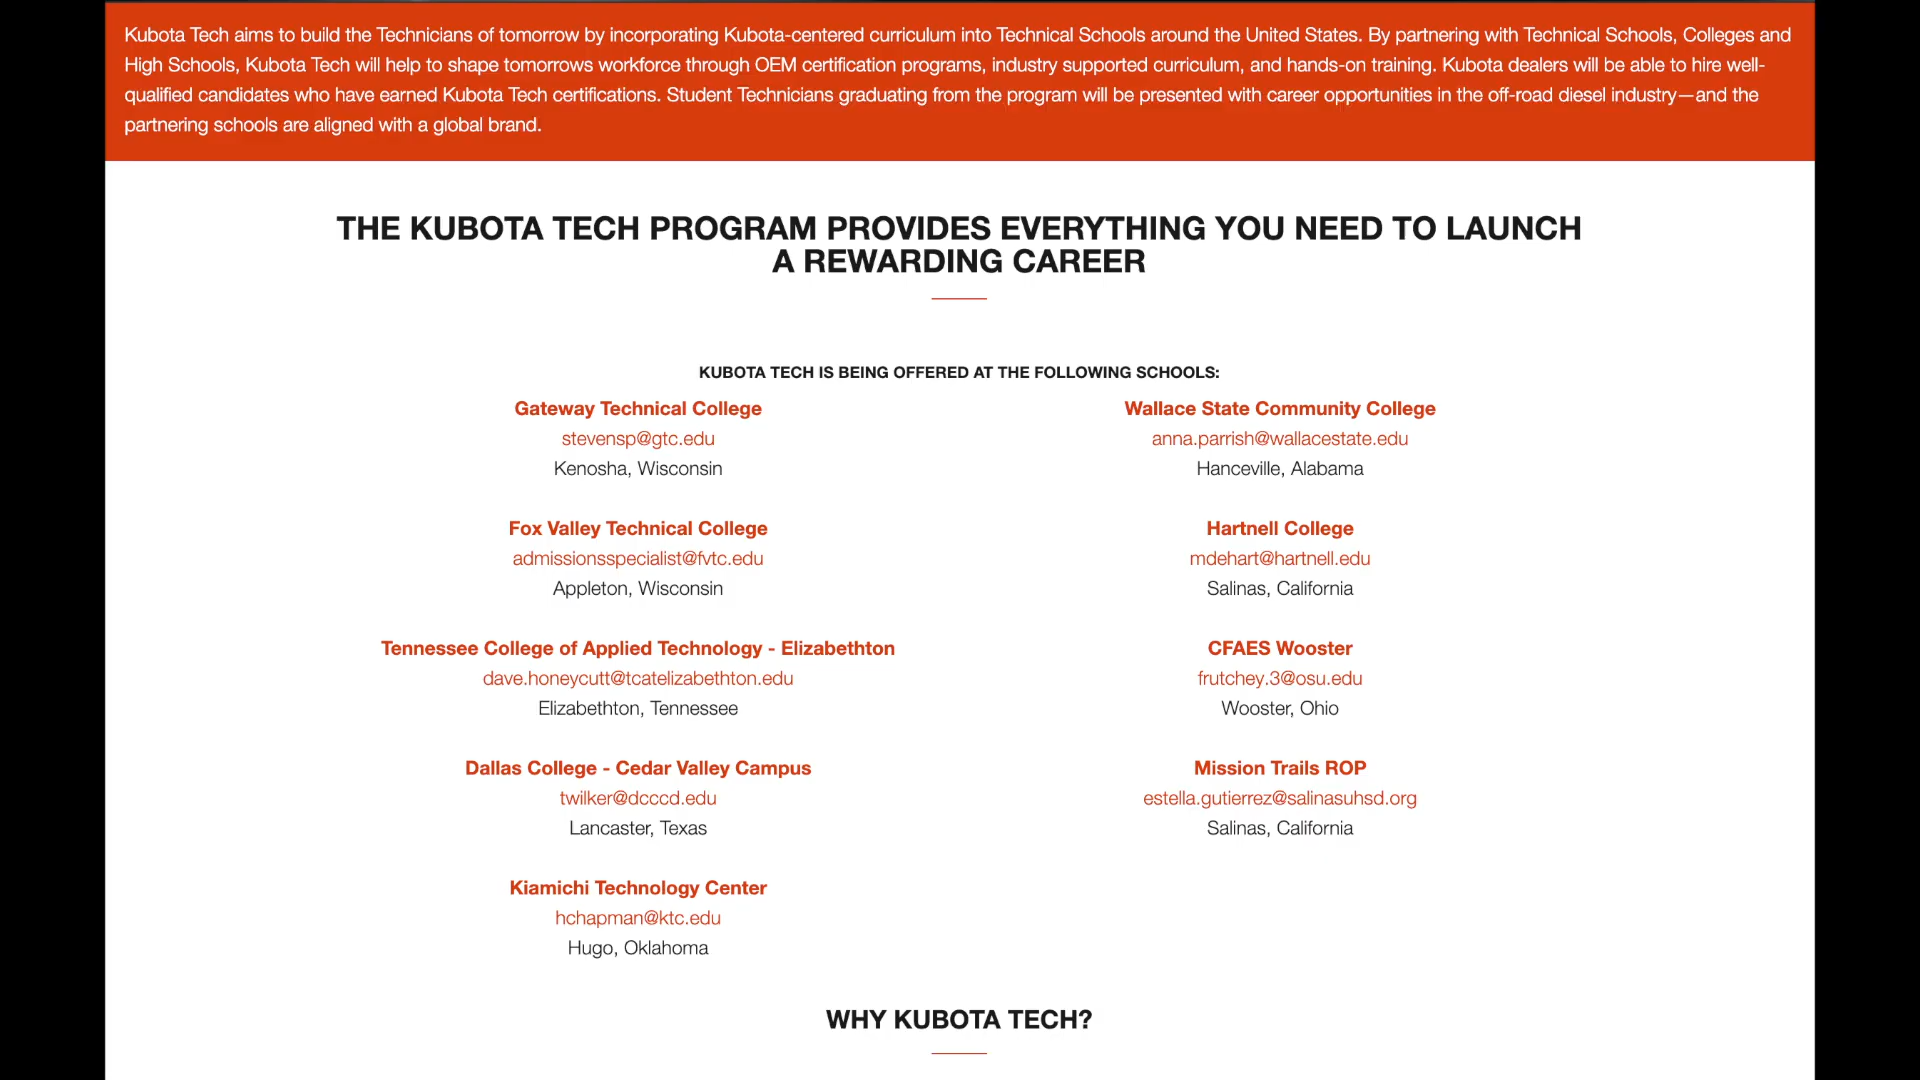 Kubota Tech aims to build the Technicians of tomorrow by incorporating Kubota-centered curriculum into Technical Schools around the United States. By partnering with Technical Schools, Colleges and
High Schools, Kubota Tech will help to shape tomorrows workforce through OEM certification programs, industry supported curriculum, and hands-on training. Kubota dealers will be able to hire well-
qualified candidates who have earned Kubota Tech certifications. Student Technicians graduating from the program will be presented with career opportunities in the off-road diesel industry—and the
partnering schools are aligned with a global brand.
THE KUBOTA TECH PROGRAM PROVIDES EVERYTHING YOU NEED TO LAUNCH
A REWARDING CAREER
KUBOTA TECH IS BEING OFFERED AT THE FOLLOWING SCHOOLS:
Gateway Technical College
stevensp@gtc.edu
Kenosha, Wisconsin
Fox Valley Technical College
admissionsspecialist@fvtc.edu
Appleton, Wisconsin
Tennessee College of Applied Technology - Elizabethton
dave.honeycutt@tcatelizabethton.edu
Elizabethton, Tennessee
Dallas College - Cedar Valley Campus
twilker@dcccd.edu
Lancaster, Texas
Kiamichi Technology Center
hchapman@ktc.edu
Hugo, Oklahoma
Wallace State Community College
anna.parrish@wallacestate.edu
Hanceville, Alabama
Hartnell College
mdehart@hartnell.edu
Salinas, California
CFAES Wooster
frutchey.3@osu.edu
Wooster, Ohio
Mission Trails ROP
estella.gutierrez@salinasuhsd.org
Salinas, California
WHY KUBOTA TECH?